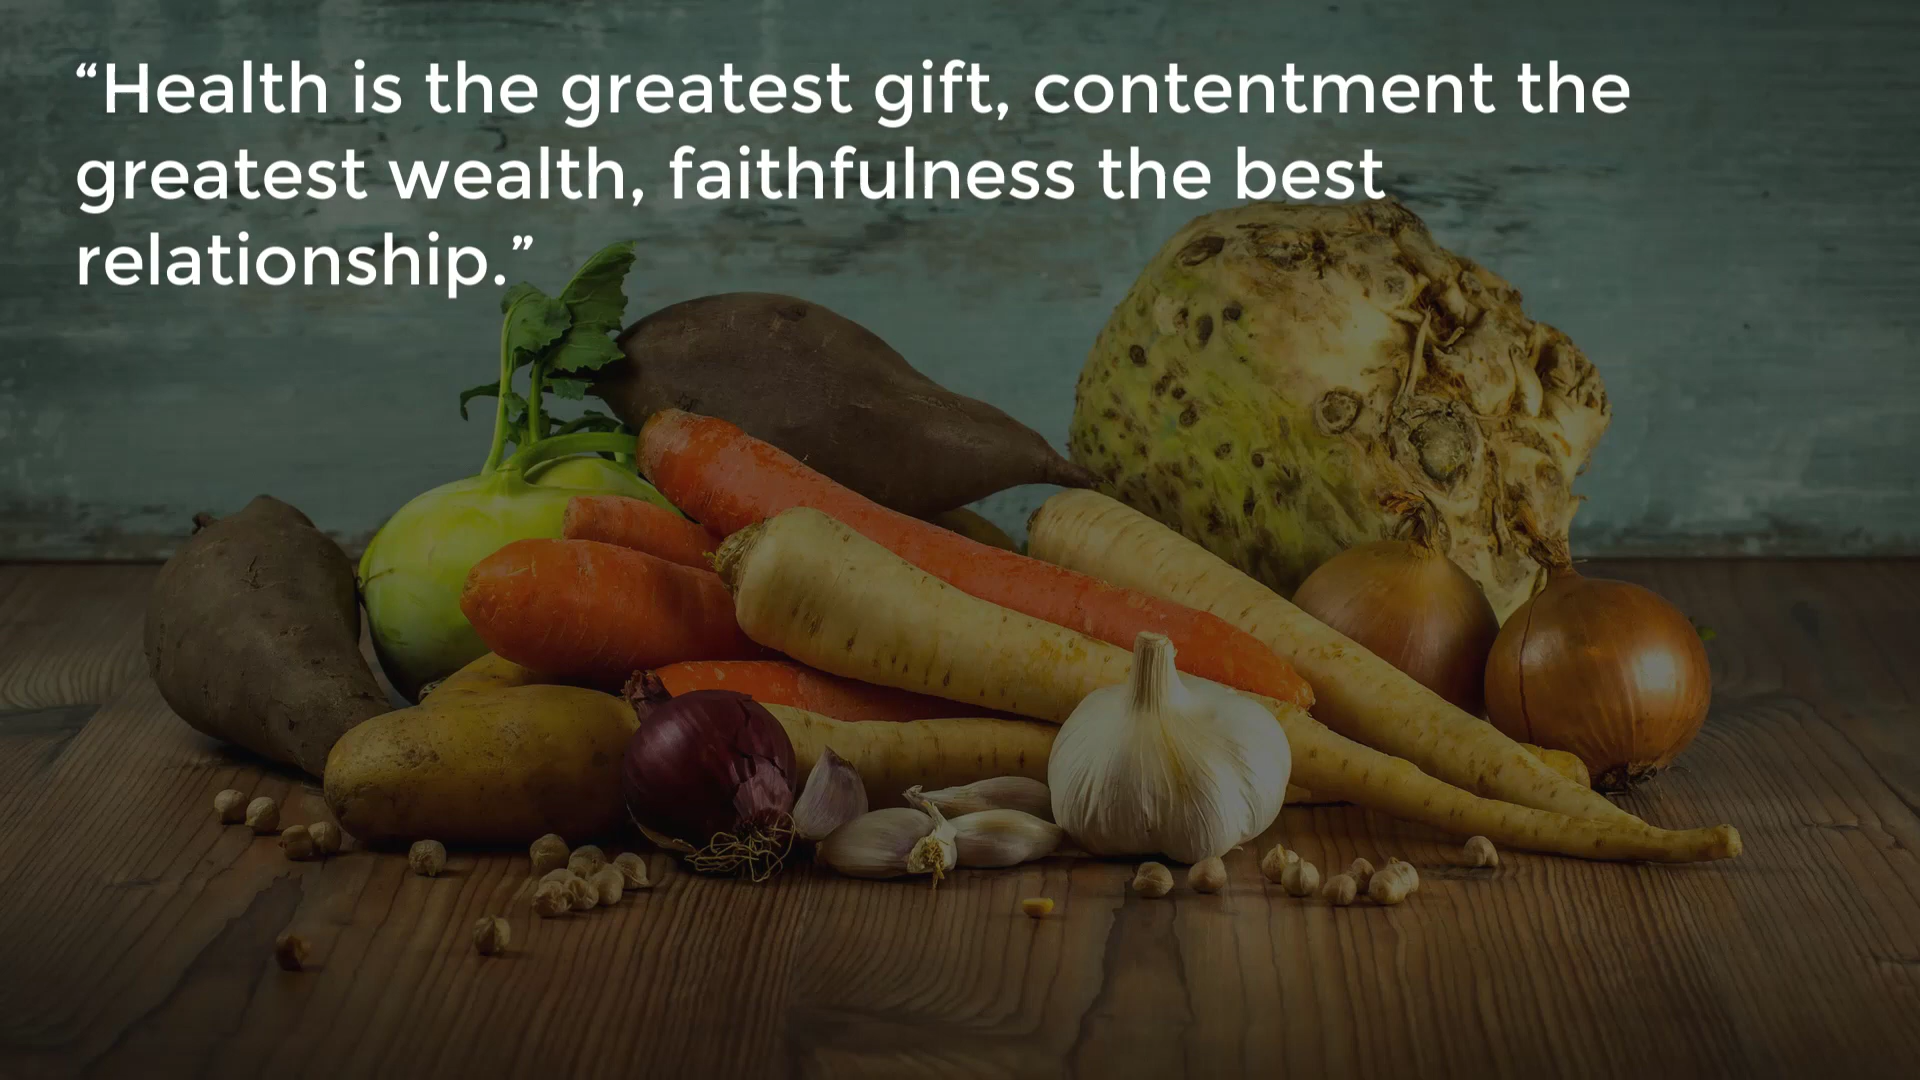 “Health is the greatest gift, contentment the
greatest wealth, faithfulness the best
relationship.”